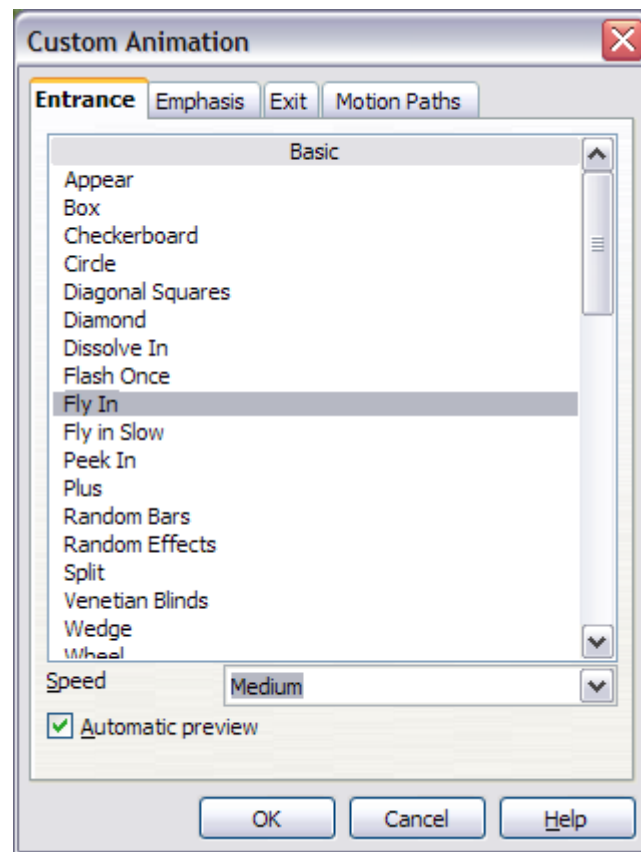 Custom Animation
Entrance Emphasis Exit Motion Paths
Basic
Appear
Box
Checkerboard
Circle
Diagonal Squares
Diamond
Dissolve In
Flash Once
Fly In
Fly in Slow
Peek In
Plus
Random Bars
Random Effects
Split
Venetian Blinds
Wedge
Wheel
Speed Medium
Automatic preview
OK Cancel Help